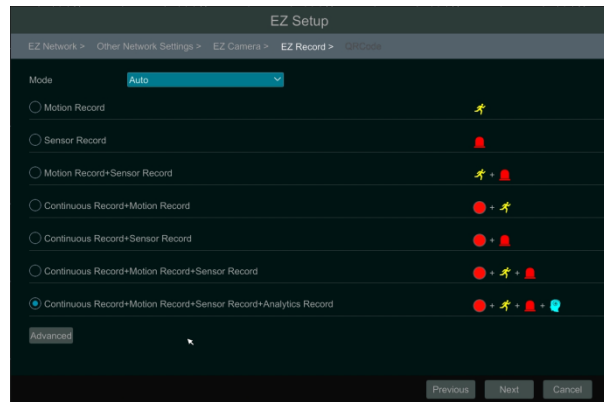 EZ Setup
EZ Network > Other Network Settings > EZ Camera > EZ Record > QRCode
Mode Auto
Motion Record
Sensor Record
Motion Record+Sensor Record
Continuous Record+Motion Record
Continuous Record+Sensor Record
Continuous Record+Motion Record+Sensor Record
Continuous Record+Motion Record+Sensor Record+Analytics Record
Advanced
Previous Next Cancel